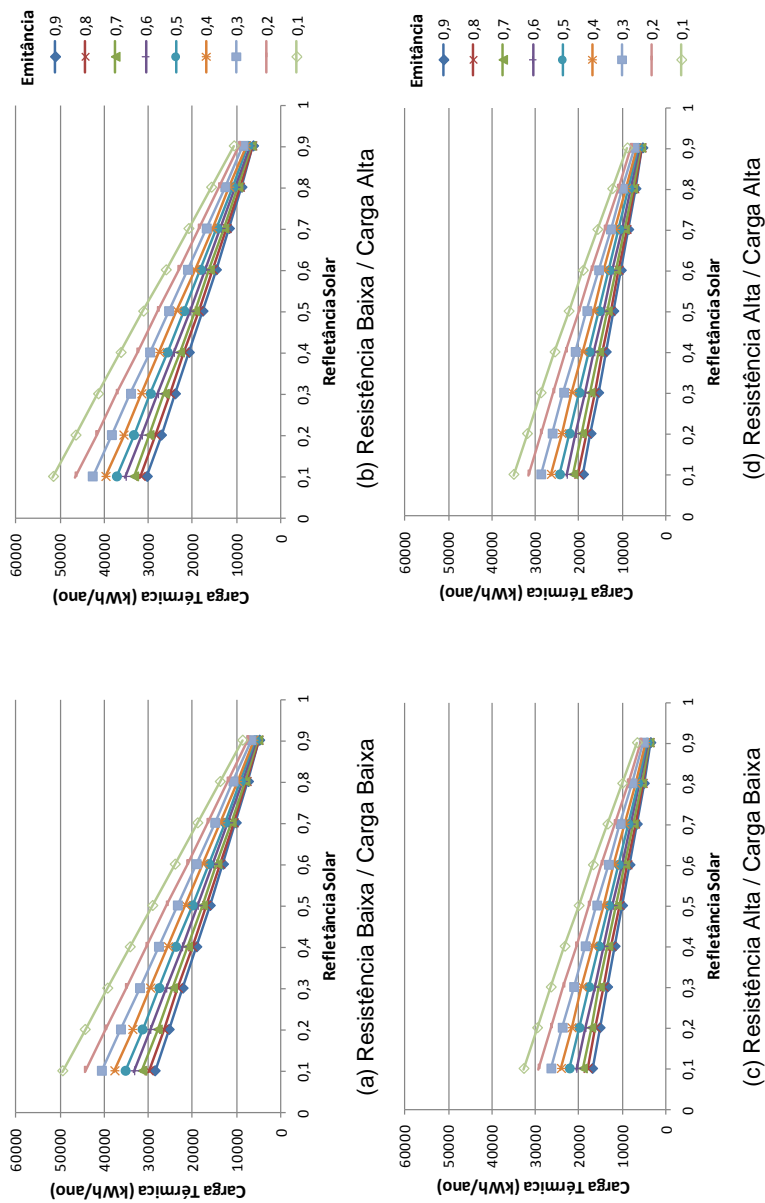 Carga Térmica (kWh/ano)
60000
50000
40000
30000
20000
10000
0
0 0,1 0,2 0,3 0,4 0,5 0,6 0,7 0,8 0,9 1
Refletância Solar
(a) Resistência Baixa / Carga Baixa
Carga Térmica (kWh/ano)
60000
50000
40000
30000
20000
10000
0
0 0,1 0,2 0,3 0,4 0,5 0,6 0,7 0,8 0,9 1
Refletância Solar
Emitância
0,9
0,8
0,7
0,6
0,5
0,4
0,3
0,2
0,1
(b) Resistência Baixa / Carga Alta
Carga Térmica (kWh/ano)
60000
50000
40000
30000
20000
10000
0
0 0,1 0,2 0,3 0,4 0,5 0,6 0,7 0,8 0,9 1
Refletância Solar
(c) Resistência Alta / Carga Baixa
Carga Térmica (kWh/ano)
60000
50000
40000
30000
20000
10000
0
0 0,1 0,2 0,3 0,4 0,5 0,6 0,7 0,8 0,9 1
Refletância Solar
Emitância
0,9
0,8
0,7
0,6
0,5
0,4
0,3
0,2
0,1
(d) Resistência Alta / Carga Alta